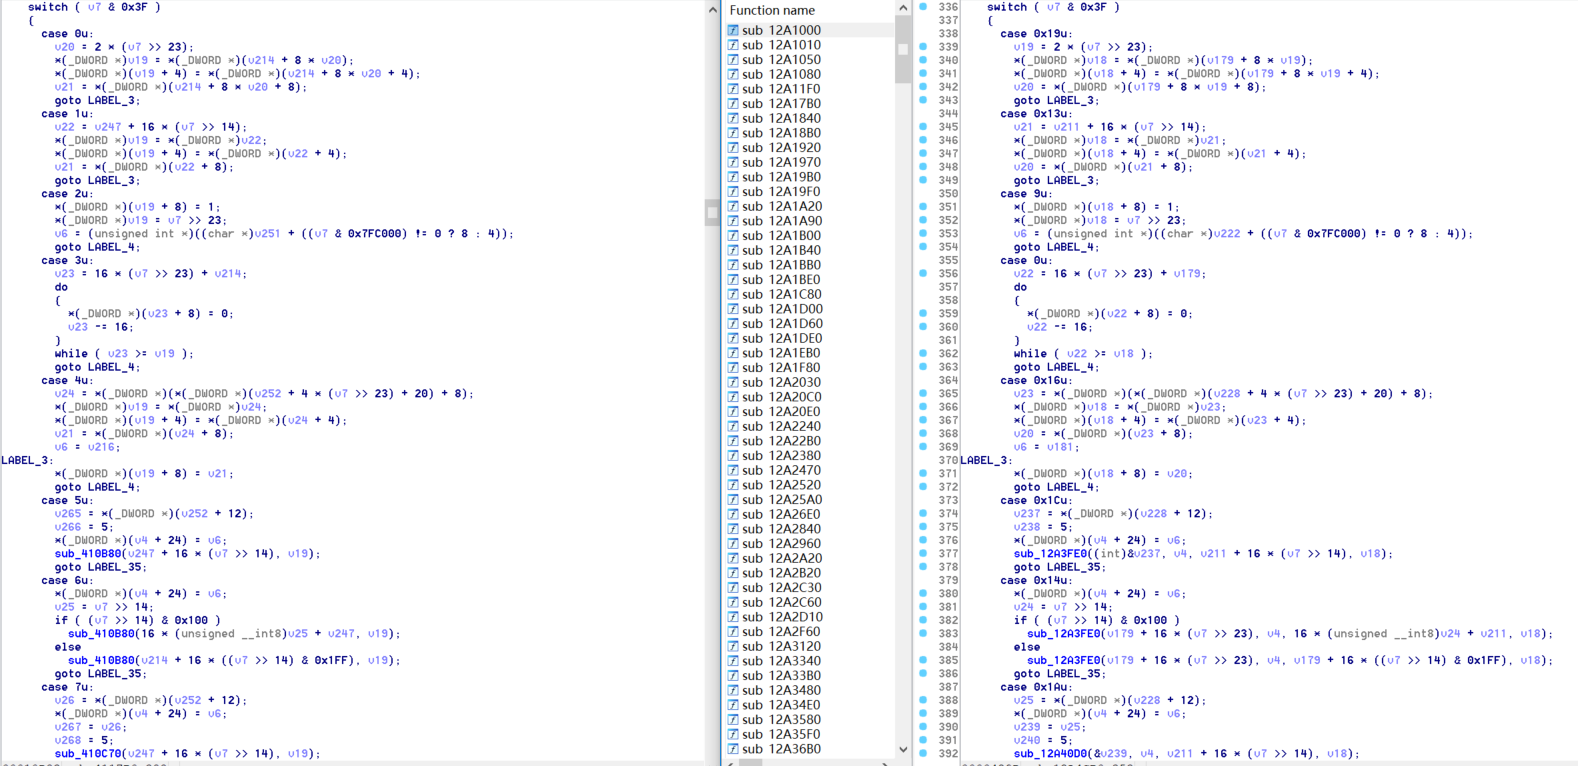 switch ( v7 & 0x3F )
{
case 0u:
v20 = 2 * (v7 >> 23);
*(_DWORD *)v19 = *(_DWORD *)(v214 + 8 * v20);
*(_DWORD *)(v19 + 4) = *(_DWORD *)(v214 + 8 * v20 + 4);
v21 = *(_DWORD *)(v214 + 8 * v20 + 8);
goto LABEL_3;
case 1u:
v22 = v247 + 16 * (v7 >> 14);
*(_DWORD *)v19 = *(_DWORD *)v22;
*(_DWORD *)(v19 + 4) = *(_DWORD *)(v22 + 4);
v21 = *(_DWORD *)(v22 + 8);
goto LABEL_3;
case 2u:
*(_DWORD *)(v19 + 8) = 1;
*(_DWORD *)v19 = v7 >> 23;
v6 = (unsigned int *)((char *)v251 + ((v7 & 0x7FC000) != 0 ? 8 : 4));
goto LABEL_4;
case 3u:
v23 = 16 * (v7 >> 23) + v214;
do
{
*(_DWORD *)(v23 + 8) = 0;
v23 -= 16;
}
while ( v23 >= v19 );
goto LABEL_4;
case 4u:
v24 = *(_DWORD *)(*(_DWORD *)(v252 + 4 * (v7 >> 23) + 20) + 8);
*(_DWORD *)v19 = *(_DWORD *)v24;
*(_DWORD *)(v19 + 4) = *(_DWORD *)(v24 + 4);
v21 = *(_DWORD *)(v24 + 8);
v6 = v216;
LABEL_3:
*(_DWORD *)(v19 + 8) = v21;
goto LABEL_4;
case 5u:
v265 = *(_DWORD *)(v252 + 12);
v266 = 5;
*(_DWORD *)(v4 + 24) = v6;
sub_410B80(v247 + 16 * (v7 >> 14), v19);
goto LABEL_35;
case 6u:
*(_DWORD *)(v4 + 24) = v6;
v25 = v7 >> 14;
if ( (v7 >> 14) & 0x100 )
sub_410B80(16 * (unsigned __int8)v25 + v247, v19);
else
sub_410B80(v214 + 16 * ((v7 >> 14) & 0x1FF), v19);
goto LABEL_35;
case 7u:
v26 = *(_DWORD *)(v252 + 12);
*(_DWORD *)(v4 + 24) = v6;
v267 = v26;
v268 = 5;
sub_410C70(v247 + 16 * (v7 >> 14), v19);
Function name
sub 12A1000
sub 12A1010
sub 12A1050
sub 12A1080
sub 12A11F0
sub 12A17B0
sub 12A1840
sub 12A18B0
sub 12A1920
sub 12A1970
sub 12A19B0
sub 12A19F0
sub 12A1A20
sub 12A1A90
sub 12A1B00
sub 12A1B40
sub 12A1BB0
sub 12A1BE0
sub 12A1C80
sub 12A1D00
sub 12A1D60
sub 12A1DE0
sub 12A1EB0
sub 12A1F80
sub 12A2030
sub 12A20C0
sub 12A20E0
sub 12A2240
sub 12A22B0
sub 12A2380
sub 12A2470
sub 12A2520
sub 12A25A0
sub 12A26E0
sub 12A2840
sub 12A2960
sub 12A2A20
sub 12A2B20
sub 12A2C30
sub 12A2C60
sub 12A2D10
sub 12A2F60
sub 12A3120
sub 12A3340
sub 12A33B0
sub 12A3480
sub 12A34E0
sub 12A3580
sub 12A35F0
sub 12A36B0
336 switch ( v7 & 0x3F )
337 {
338 case 0x19u:
339 v19 = 2 * (v7 >> 23);
340 *(_DWORD *)v18 = *(_DWORD *)(v179 + 8 * v19);
341 *(_DWORD *)(v18 + 4) = *(_DWORD *)(v179 + 8 * v19 + 4);
342 v20 = *(_DWORD *)(v179 + 8 * v19 + 8);
343 goto LABEL_3;
344 case 0x13u:
345 v21 = v211 + 16 * (v7 >> 14);
346 *(_DWORD *)v18 = *(_DWORD *)v21;
347 *(_DWORD *)(v18 + 4) = *(_DWORD *)(v21 + 4);
348 v20 = *(_DWORD *)(v21 + 8);
349 goto LABEL_3;
350 case 9u:
351 *(_DWORD *)(v18 + 8) = 1;
352 *(_DWORD *)v18 = v7 >> 23;
353 v6 = (unsigned int *)((char *)v222 + ((v7 & 0x7FC000) != 0 ? 8 : 4));
354 goto LABEL_4;
355 case 0u:
356 v22 = 16 * (v7 >> 23) + v179;
357 do
358 {
359 *(_DWORD *)(v22 + 8) = 0;
360 v22 -= 16;
361 }
362 while ( v22 >= v18 );
363 goto LABEL_4;
364 case 0x16u:
365 v23 = *(_DWORD *)(*(_DWORD *)(v228 + 4 * (v7 >> 23) + 20) + 8);
366 *(_DWORD *)v18 = *(_DWORD *)v23;
367 *(_DWORD *)(v18 + 4) = *(_DWORD *)(v23 + 4);
368 v20 = *(_DWORD *)(v23 + 8);
369 v6 = v181;
370 LABEL_3:
371 *(_DWORD *)(v18 + 8) = v20;
372 goto LABEL_4;
373 case 0x1Cu:
374 v237 = *(_DWORD *)(v228 + 12);
375 v238 = 5;
376 *(_DWORD *)(v4 + 24) = v6;
377 sub_12A3FE0((int)&v237, v4, v211 + 16 * (v7 >> 14), v18);
378 goto LABEL_35;
379 case 0x14u:
380 *(_DWORD *)(v4 + 24) = v6;
381 v24 = v7 >> 14;
382 if ( (v7 >> 14) & 0x100 )
383 sub_12A3FE0(v179 + 16 * (v7 >> 23), v4, 16 * (unsigned __int8)v24 + v211, v18);
384 else
385 sub_12A3FE0(v179 + 16 * (v7 >> 23), v4, v179 + 16 * ((v7 >> 14) & 0x1FF), v18);
386 goto LABEL_35;
387 case 0x1Au:
388 v25 = *(_DWORD *)(v228 + 12);
389 *(_DWORD *)(v4 + 24) = v6;
390 v239 = v25;
391 v240 = 5;
392 sub_12A40D0(&v239, v4, v211 + 16 * (v7 >> 14), v18);